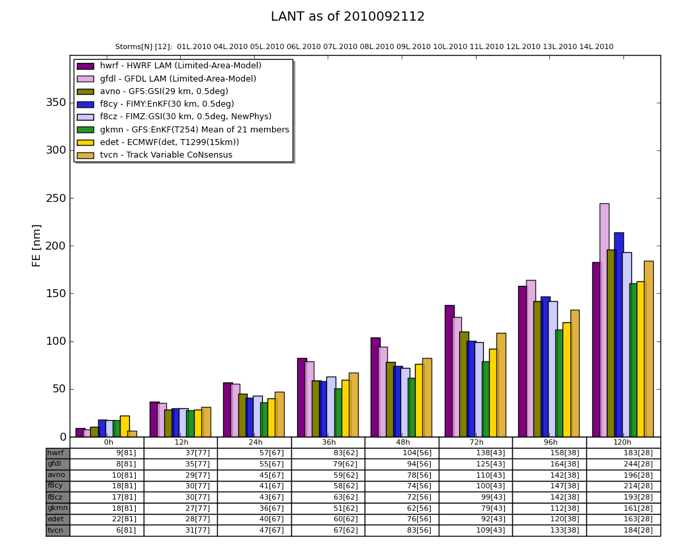 LANT as of 2010092112
Storms[N] [12]: 01L.2010 04L.2010 05L.2010 06L.2010 07L.2010 08L.2010 09L.2010 10L.2010 11L.2010 12L.2010 13L.2010 14L.2010
hwrf - HWRF LAM (Limited-Area-Model)
gfdl - GFDL LAM (Limited-Area-Model)
avno - GFS:GSI(29 km, 0.5deg)
f8cy - FIMY:EnKF(30 km, 0.5deg)
f8cz - FIMZ:GSI(30 km, 0.5deg, NewPhys)
gkmn - GFS:EnKF(T254) Mean of 21 members
edet - ECMWF(det, T1299(15km))
tvcn - Track Variable CoNsensus
350
300
250
200
150
100
50
0
FE [nm]
0h 12h 24h 36h 48h 72h 96h 120h
hwrf 9[81] 37[77] 57[67] 83[62] 104[56] 138[43] 158[38] 183[28]
gfdl 8[81] 35[77] 55[67] 79[62] 94[56] 125[43] 164[38] 244[28]
avno 10[81] 29[77] 45[67] 59[62] 78[56] 110[43] 142[38] 196[28]
f8cy 18[81] 30[77] 41[67] 58[62] 74[56] 100[43] 147[38] 214[28]
f8cz 17[81] 30[77] 43[67] 63[62] 72[56] 99[43] 142[38] 193[28]
gkmn 18[81] 27[77] 36[67] 51[62] 62[56] 79[43] 112[38] 161[28]
edet 22[81] 28[77] 40[67] 60[62] 76[56] 92[43] 120[38] 163[28]
tvcn 6[81] 31[77] 47[67] 67[62] 82[56] 109[43] 133[38] 184[28]